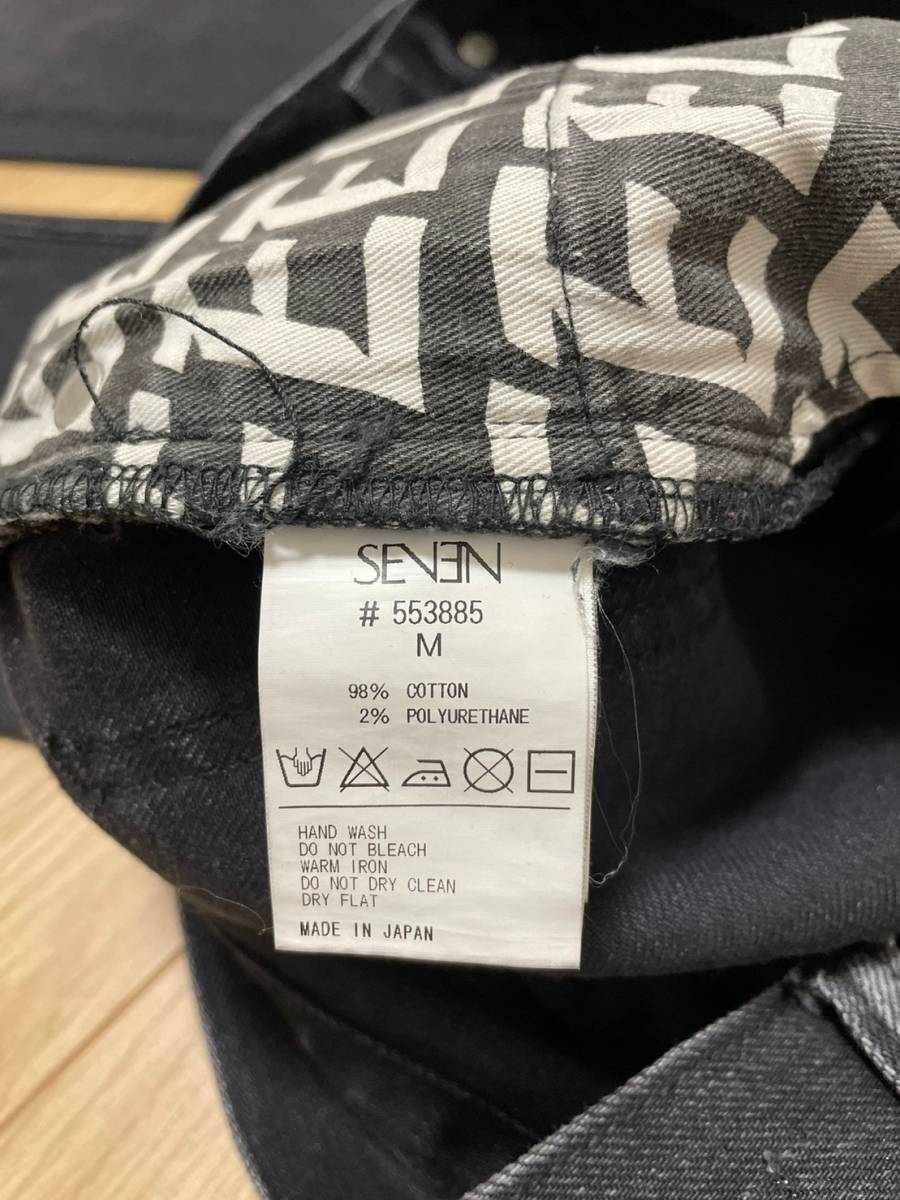 SEVEN
# 553885
M
98% COTTON
2% POLYURETHANE
HAND WASH
DO NOT BLEACH
WARM IRON
DO NOT DRY CLEAN
DRY FLAT
MADE IN JAPAN